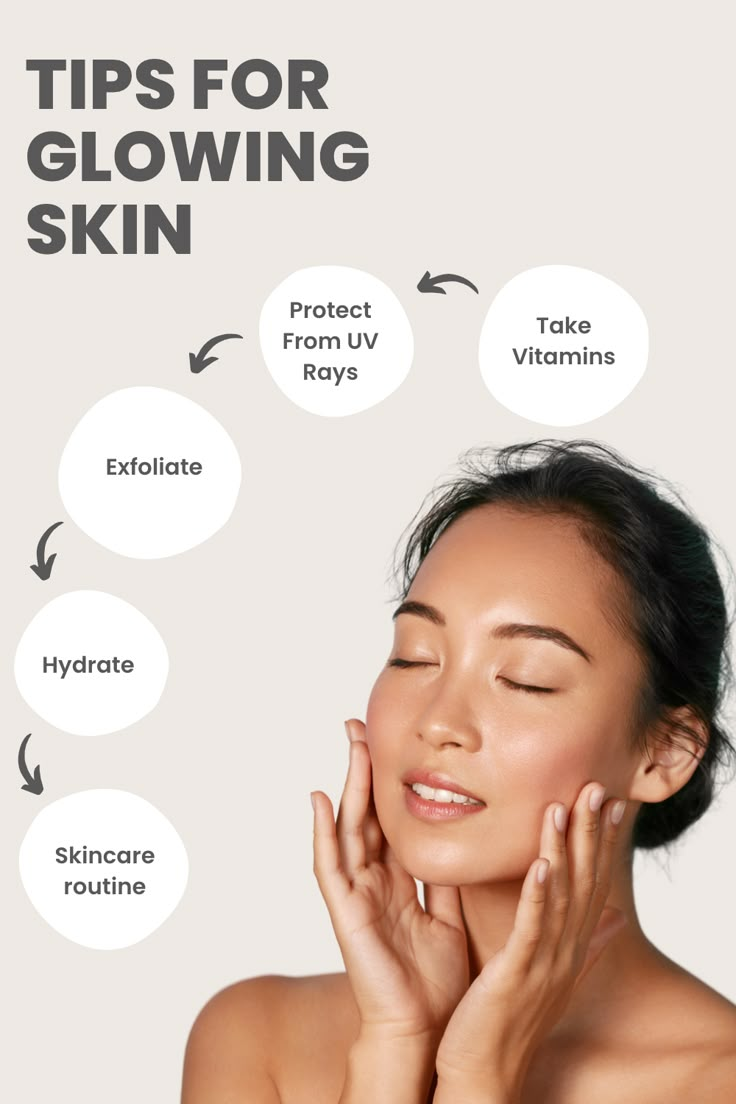 TIPS FOR
GLOWING
SKIN
Take
Vitamins
Protect
From UV
Rays
Exfoliate
Hydrate
Skincare
routine